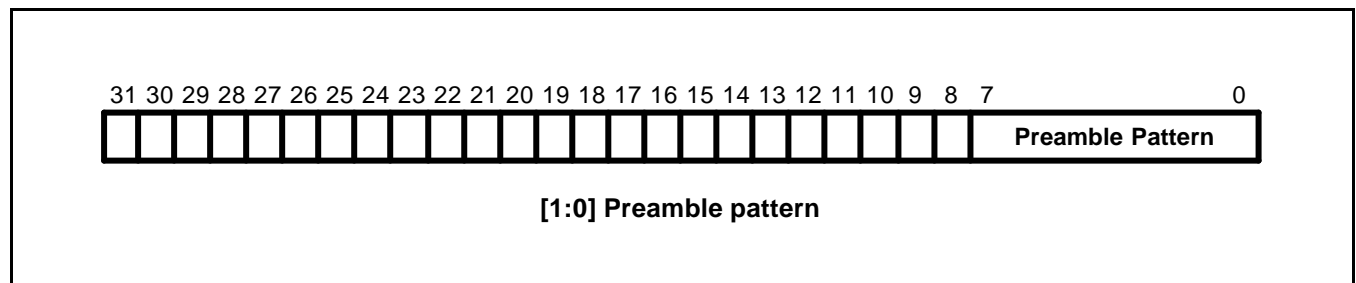 31 30 29 28 27 26 25 24 23 22 21 20 19 18 17 16 15 14 13 12 11 10 9 8 7 0
Preamble Pattern
[1:0] Preamble pattern